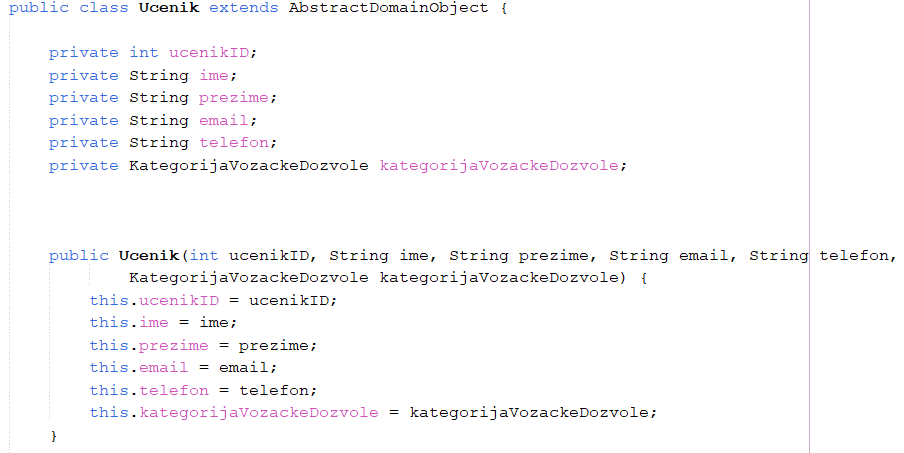 public class Ucenik extends AbstractDomainObject {
private int ucenikID;
private String ime;
private String prezime;
private String email;
private String telefon;
private KategorijaVozackeDozvole kategorijaVozackeDozvole;
public Ucenik(int ucenikID, String ime, String prezime, String email, String telefon,
KategorijaVozackeDozvole kategorijaVozackeDozvole) {
this.ucenikID = ucenikID;
this.ime = ime;
this.prezime = prezime;
this.email = email;
this.telefon = telefon;
this.kategorijaVozackeDozvole = kategorijaVozackeDozvole;
}